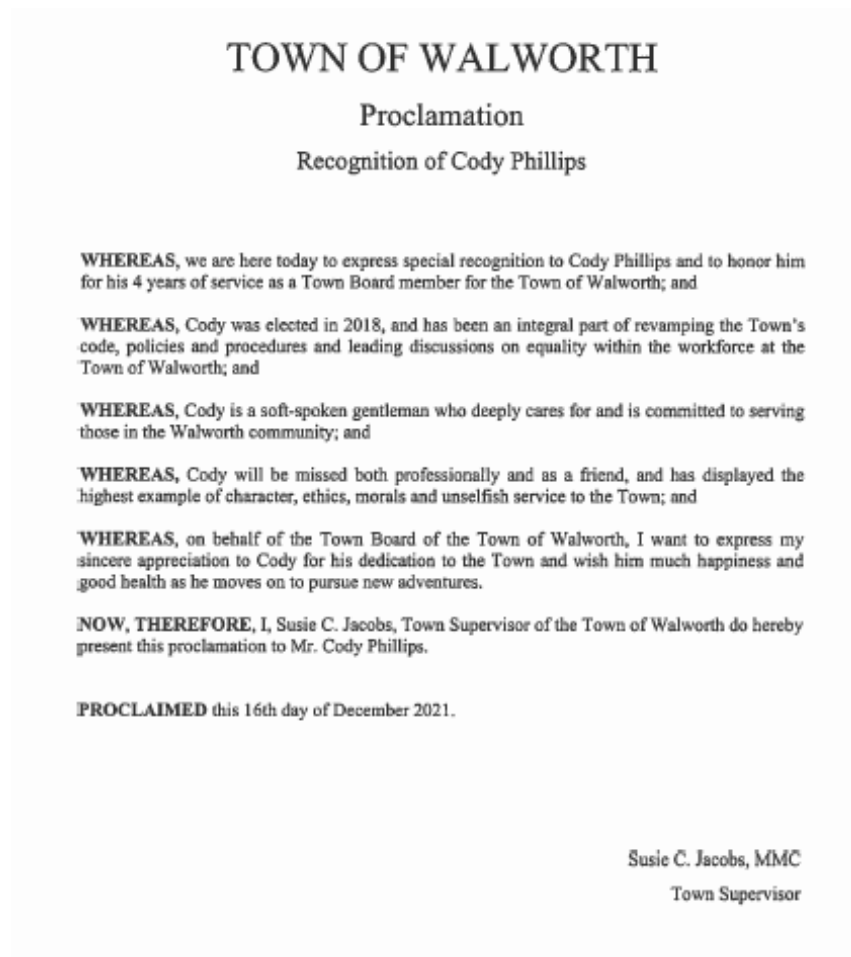 TOWN OF WALWORTH
Proclamation
Recognition of Cody Phillips
WHEREAS, we are here today to express special recognition to Cody Phillips and to honor him
for his 4 years of service as a Town Board member for the Town of Walworth; and
WHEREAS, Cody was elected in 2018, and has been an integral part of revamping the Town's
code, policies and procedures and leading discussions on equality within the workforce at the
Town of Walworth; and
WHEREAS, Cody is a soft-spoken gentleman who deeply cares for and is committed to serving
those in the Walworth community; and
WHEREAS, Cody will be missed both professionally and as a friend, and has displayed the
highest example of character, ethics, morals and unselfish service to the Town; and
WHEREAS, on behalf of the Town Board of the Town of Walworth, I want to express my
sincere appreciation to Cody for his dedication to the Town and wish him much happiness and
good health as he moves on to pursue new adventures.
NOW, THEREFORE, I, Susie C. Jacobs, Town Supervisor of the Town of Walworth do hereby
present this proclamation to Mr. Cody Phillips.
PROCLAIMED this 16th day of December 2021.
Susie C. Jacobs, MMC
Town Supervisor